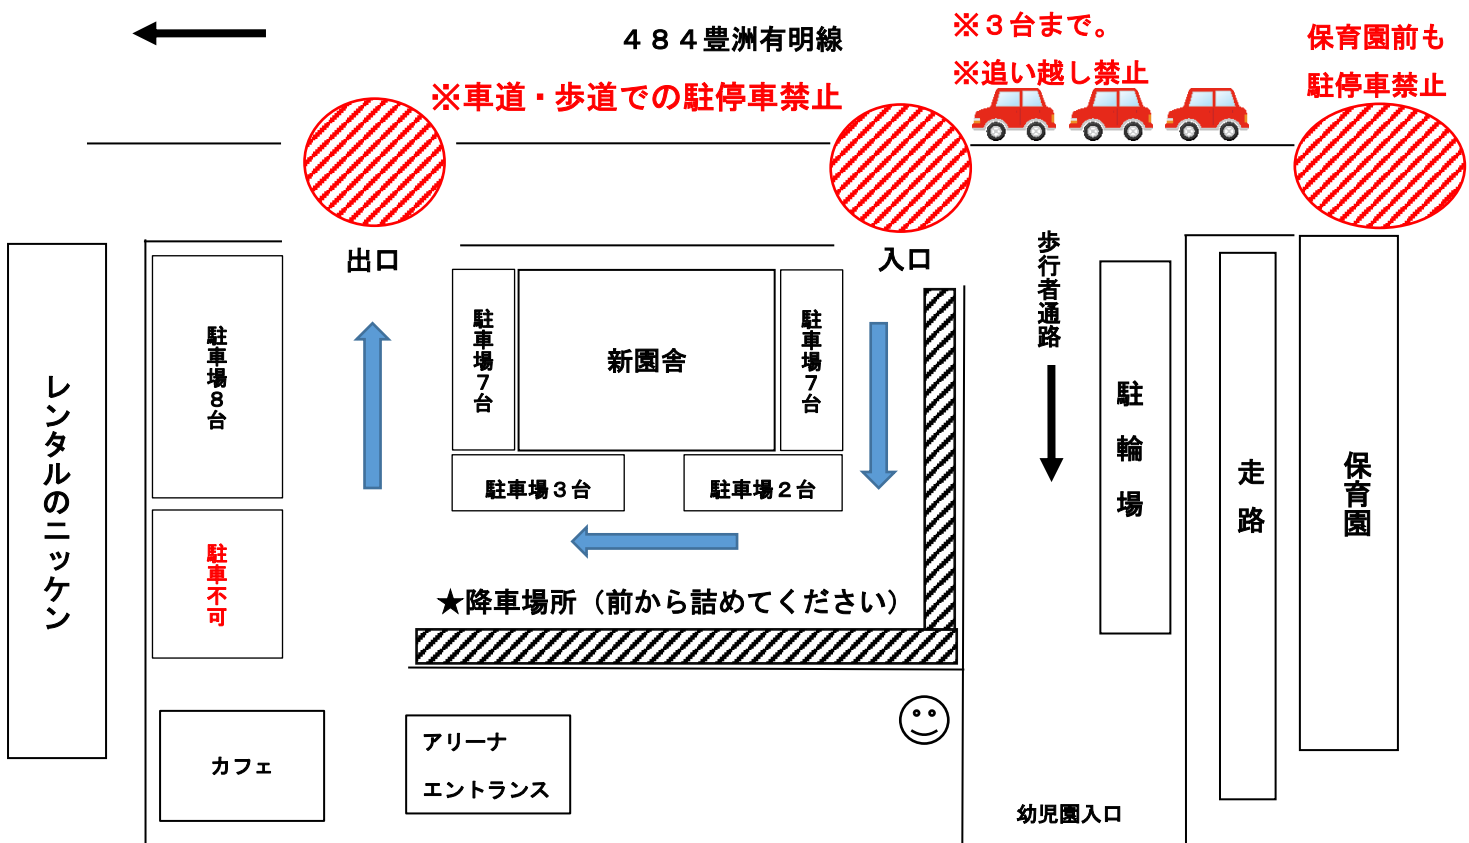 ４８４豊洲有明線
※３台まで。
※追い越し禁止
保育園前も
駐停車禁止
※車道・歩道での駐停車禁止
出口
入口
歩行者通路
レンタルのニッケン
駐車場８台
駐車場７台
新園舎
駐車場７台
駐輪場
走路
保育園
駐車場３台
駐車場２台
駐車不可
★降車場所（前から詰めてください）
カフェ
アリーナ
エントランス
幼児園入口